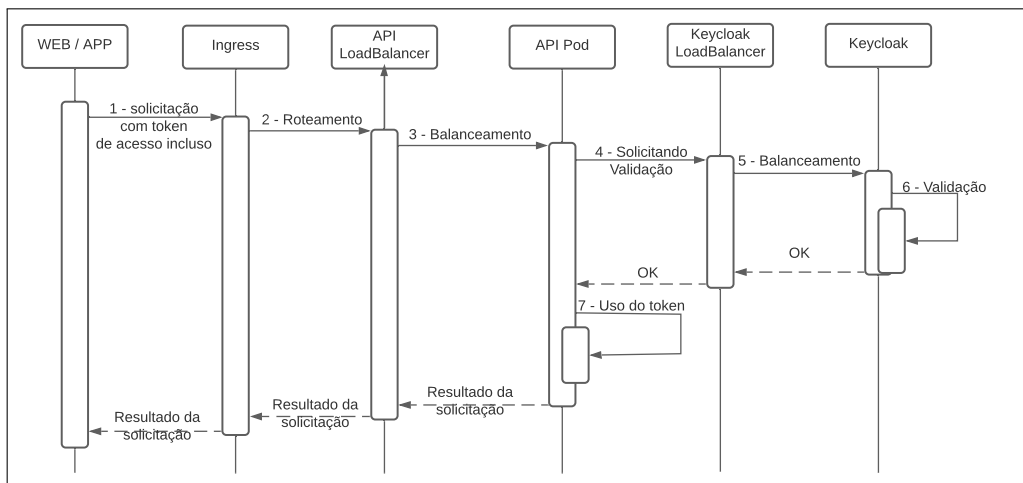 WEB / APP
Ingress
API
LoadBalancer
API Pod
Keycloak
LoadBalancer
Keycloak
1 - solicitação
com token
de acesso incluso
2 - Roteamento
3 - Balanceamento
4 - Solicitando
Validação
5 - Balanceamento
6 - Validação
OK
OK
7 - Uso do token
Resultado da
solicitação
Resultado da
solicitação
Resultado da
solicitação